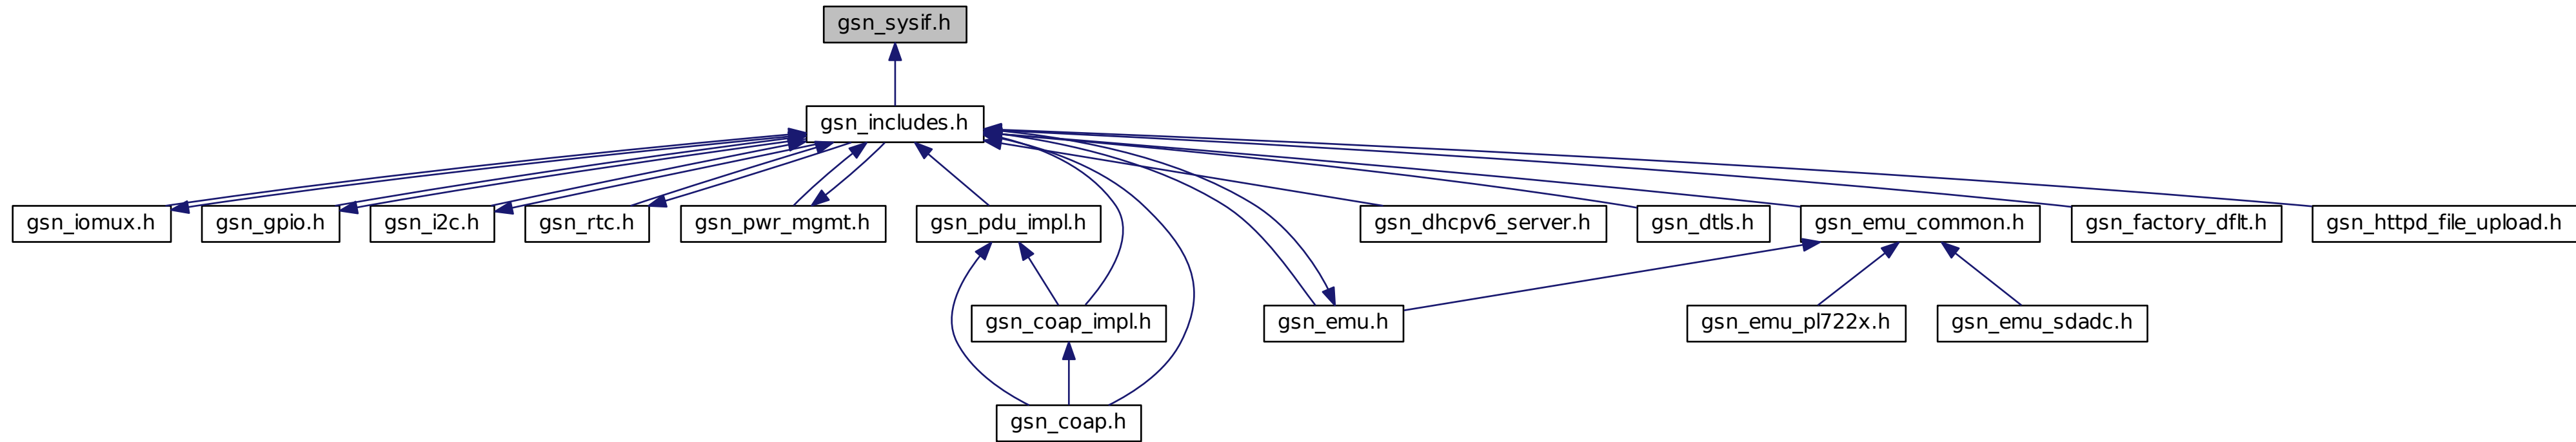 gsn_sysif.h
gsn_includes.h
gsn_iomux.h
gsn_gpio.h
gsn_i2c.h
gsn_rtc.h
gsn_pwr_mgmt.h
gsn_pdu_impl.h
gsn_dhcpv6_server.h
gsn_dtls.h
gsn_emu_common.h
gsn_factory_dflt.h
gsn_httpd_file_upload.h
gsn_coap_impl.h
gsn_emu.h
gsn_emu_pl722x.h
gsn_emu_sdadc.h
gsn_coap.h